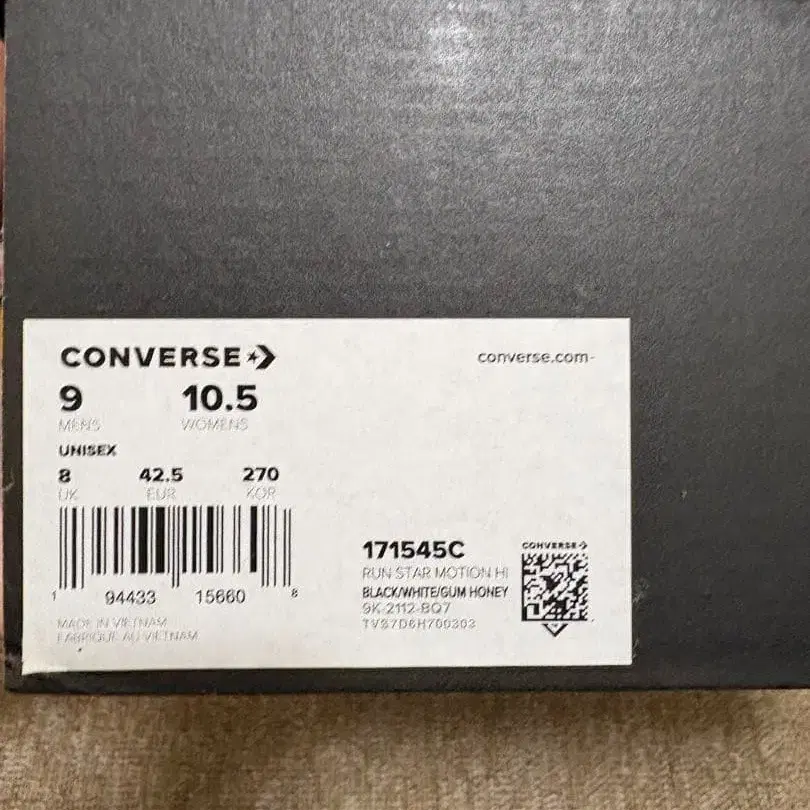 CONVERSE
converse.com
9 10.5
MENS WOMENS
UNISEX
8 42.5 270
UK EUR KOR
1 94433 15660 8
MADE IN VIETNAM
FABRIQUE AU VIETNAM
171545C
RUN STAR MOTION HI
BLACK/WHITE/GUM HONEY
9K-2112-BQ7
TVS7D6H700303
CONVERSE